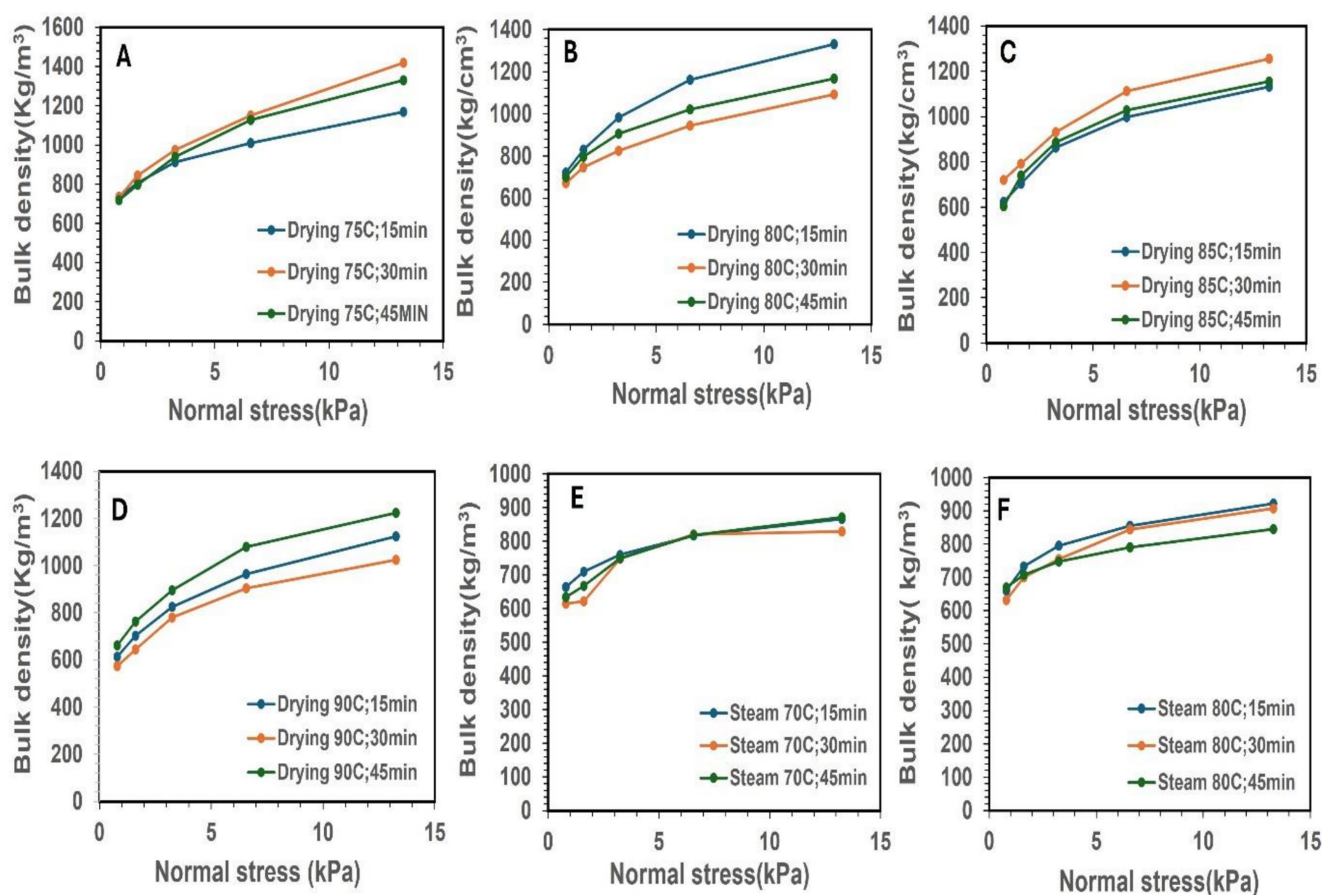 A
Bulk density(Kg/m³)
1600
1400
1200
1000
800
600
400
200
0
Drying 75C;15min
Drying 75C;30min
Drying 75C;45MIN
0 5 10 15
Normal stress(kPa)
B
Bulk density(kg/cm³)
1400
1200
1000
800
600
400
200
0
Drying 80C;15min
Drying 80C;30min
Drying 80C;45min
0 5 10 15
Normal stress(kPa)
C
Bulk density(kg/cm³)
1400
1200
1000
800
600
400
200
0
Drying 85C;15min
Drying 85C;30min
Drying 85C;45min
0 5 10 15
Normal stress(kPa)
D
Bulk density(Kg/m³)
1400
1200
1000
800
600
400
200
0
Drying 90C;15min
Drying 90C;30min
Drying 90C;45min
0 5 10 15
Normal stress (kPa)
E
Bulk density(kg/m³)
1000
900
800
700
600
500
400
300
200
100
0
Steam 70C;15min
Steam 70C;30min
Steam 70C;45min
0 5 10 15
Normal stress(kPa)
F
Bulk density( kg/m³)
1000
900
800
700
600
500
400
300
200
100
0
Steam 80C;15min
Steam 80C;30min
Steam 80C;45min
0 5 10 15
Normal stress(kPa)